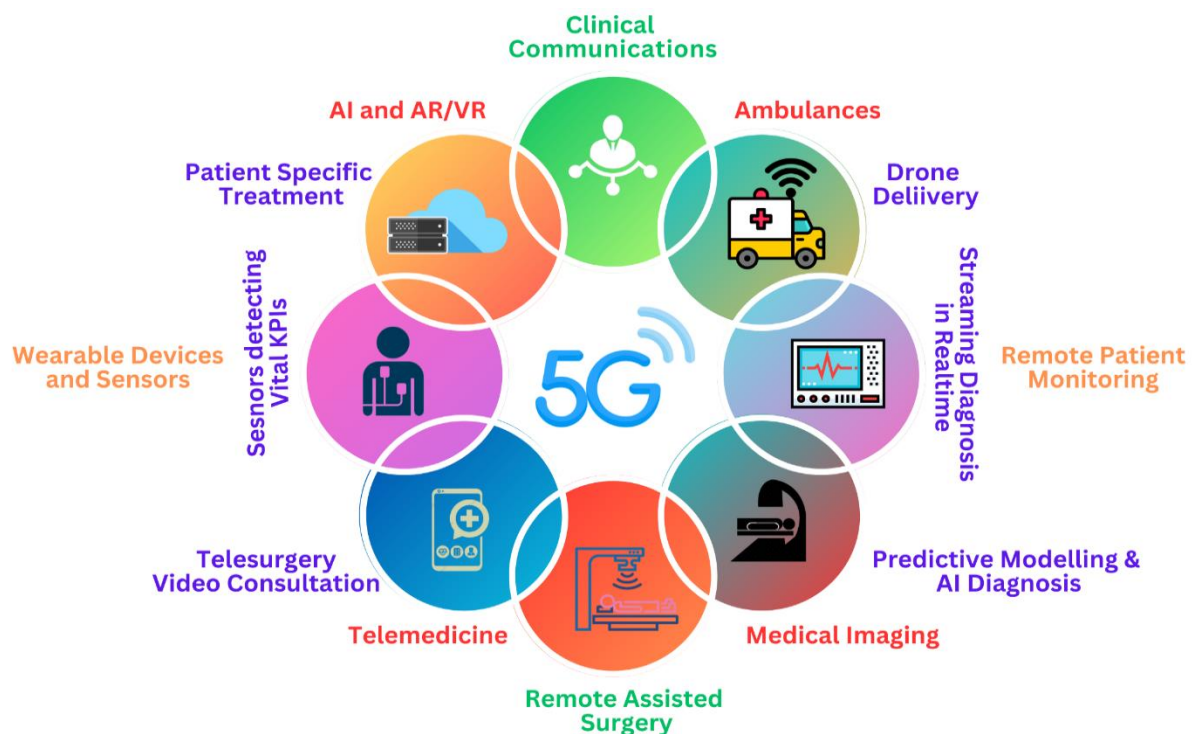 Clinical
Communications
AI and AR/VR
Ambulances
Patient Specific
Treatment
Drone
Deliivery
Sesnors detecting
Vital KPIs
Streaming Diagnosis
in Realtime
Wearable Devices
and Sensors
5G
Remote Patient
Monitoring
Telesurgery
Video Consultation
Predictive Modelling &
AI Diagnosis
Telemedicine
Medical Imaging
Remote Assisted
Surgery